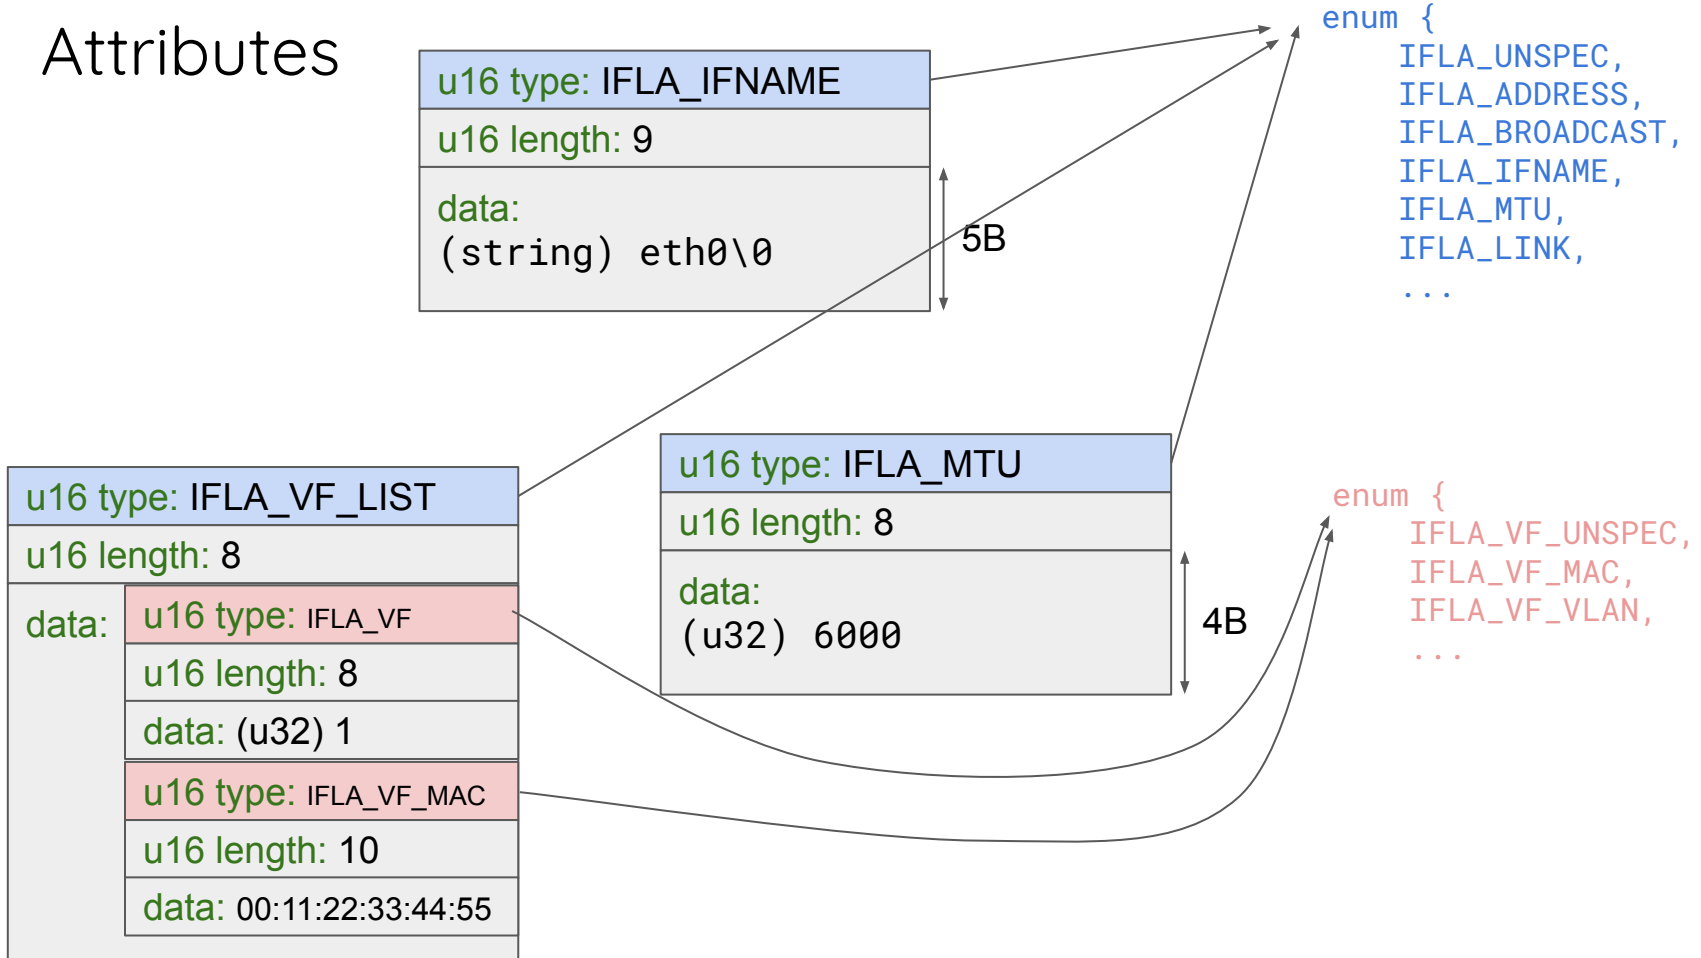 Attributes
u16 type: IFLA_IFNAME
u16 length: 9
data:
(string) eth0\0
5B
enum {
IFLA_UNSPEC,
IFLA_ADDRESS,
IFLA_BROADCAST,
IFLA_IFNAME,
IFLA_MTU,
IFLA_LINK,
...
u16 type: IFLA_VF_LIST
u16 length: 8
data:
u16 type: IFLA_VF
u16 length: 8
data: (u32) 1
u16 type: IFLA_VF_MAC
u16 length: 10
data: 00:11:22:33:44:55
u16 type: IFLA_MTU
u16 length: 8
data:
(u32) 6000
4B
enum {
IFLA_VF_UNSPEC,
IFLA_VF_MAC,
IFLA_VF_VLAN,
...